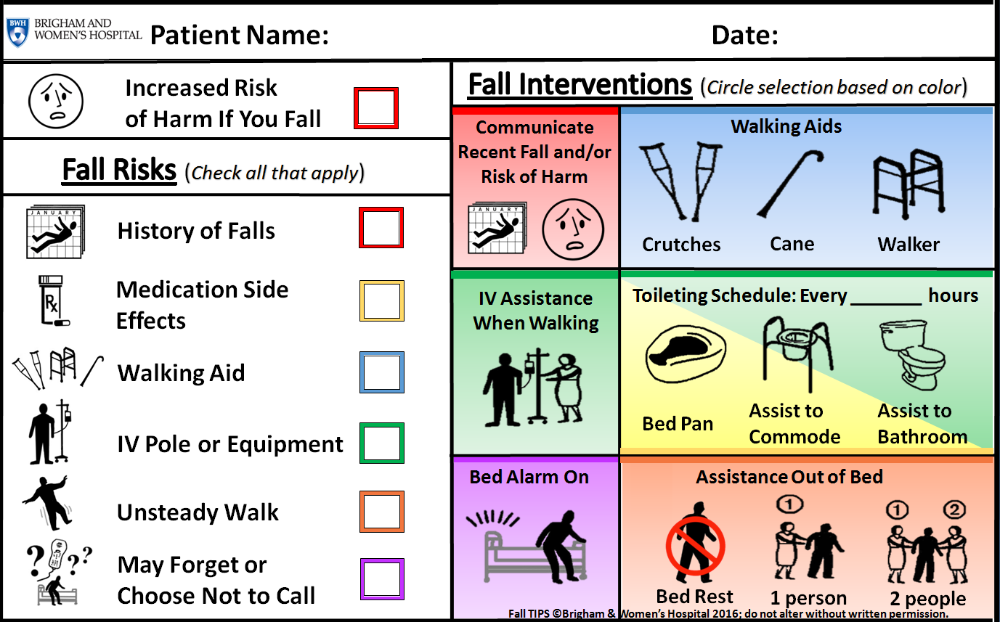 BWH
BRIGHAM AND
WOMEN'S HOSPITAL
Patient Name:
Date:
Increased Risk
of Harm If You Fall
Fall Risks (Check all that apply)
JANUARY
History of Falls
Rx
Medication Side
Effects
Walking Aid
IV Pole or Equipment
Unsteady Walk
? ? ?
May Forget or
Choose Not to Call
Fall Interventions (Circle selection based on color)
Communicate
Recent Fall and/or
Risk of Harm
JANUARY
Walking Aids
Crutches
Cane
Walker
IV Assistance
When Walking
Toileting Schedule: Every _______ hours
Bed Pan
Assist to
Commode
Assist to
Bathroom
Bed Alarm On
Assistance Out of Bed
1
1
2
Bed Rest
1 person
2 people
Fall TIPS ©Brigham & Women's Hospital 2016; do not alter without written permission.